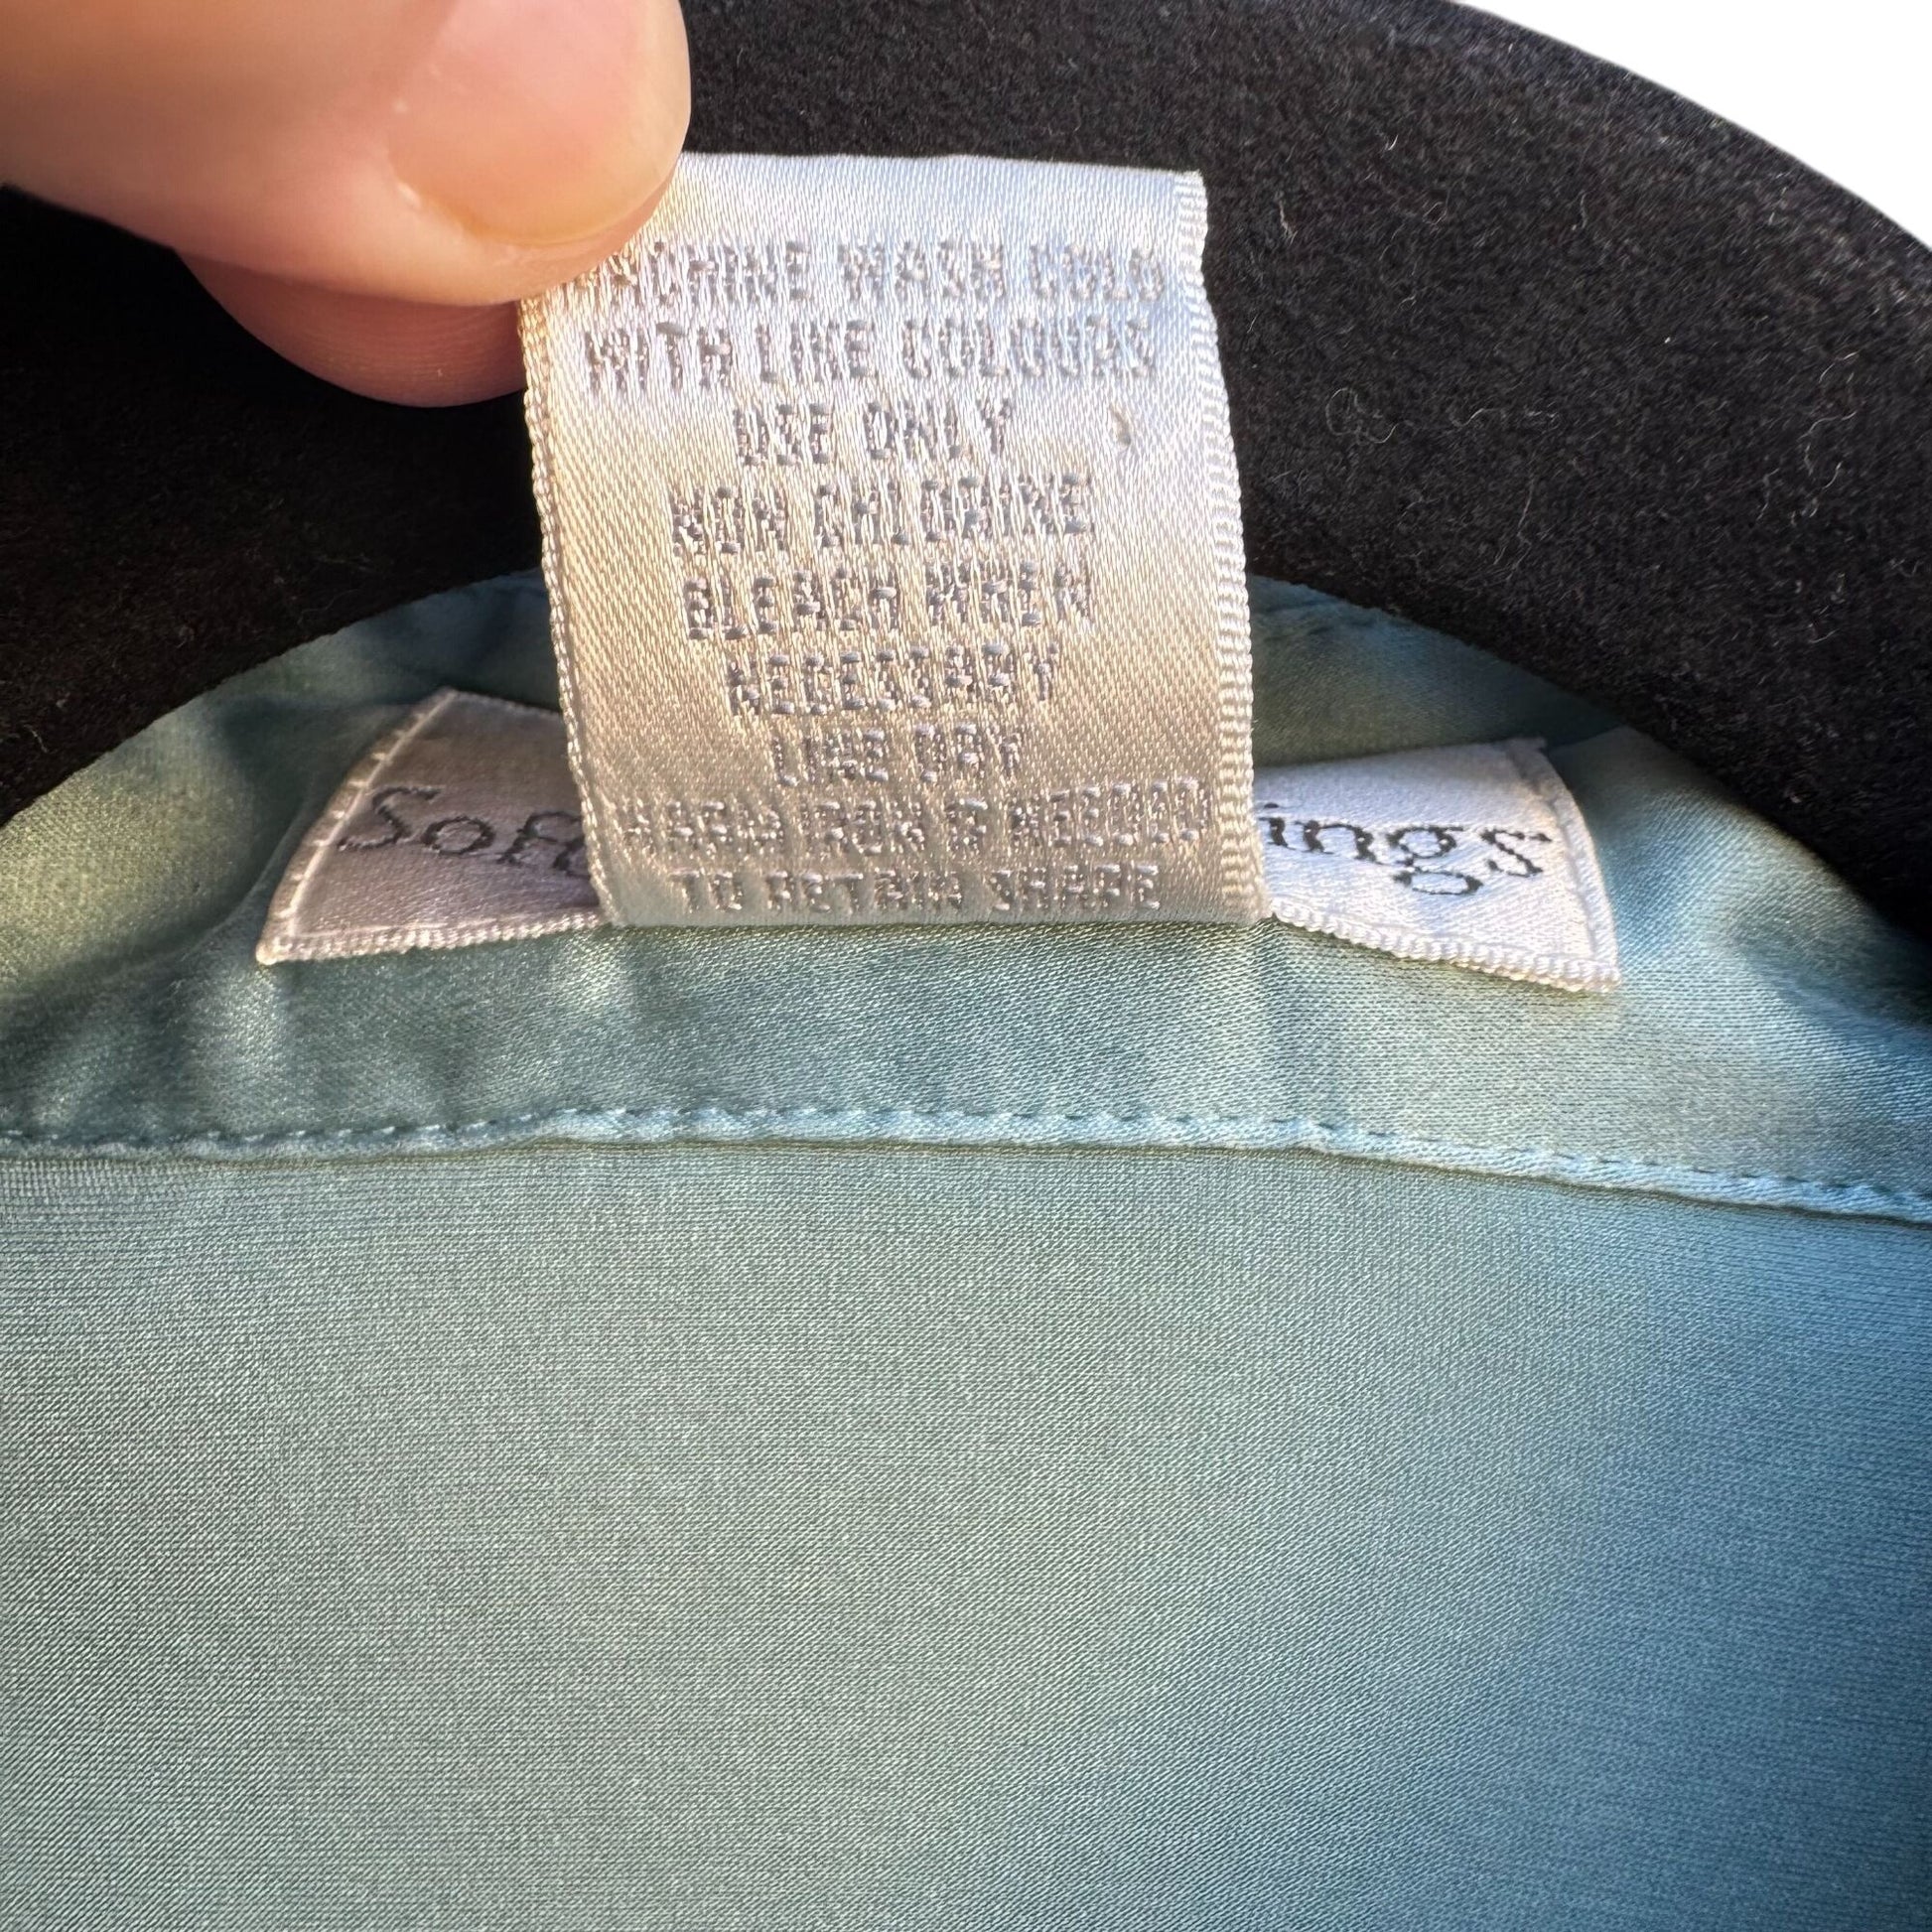 MACHINE WASH COLD
WITH LIKE COLOURS
USE ONLY
NON CHLORINE
BLEACH WHEN
NECESSARY
LINE DRY
WARM IRON IF NEEDED
TO RETAIN SHAPE
Soft
ings